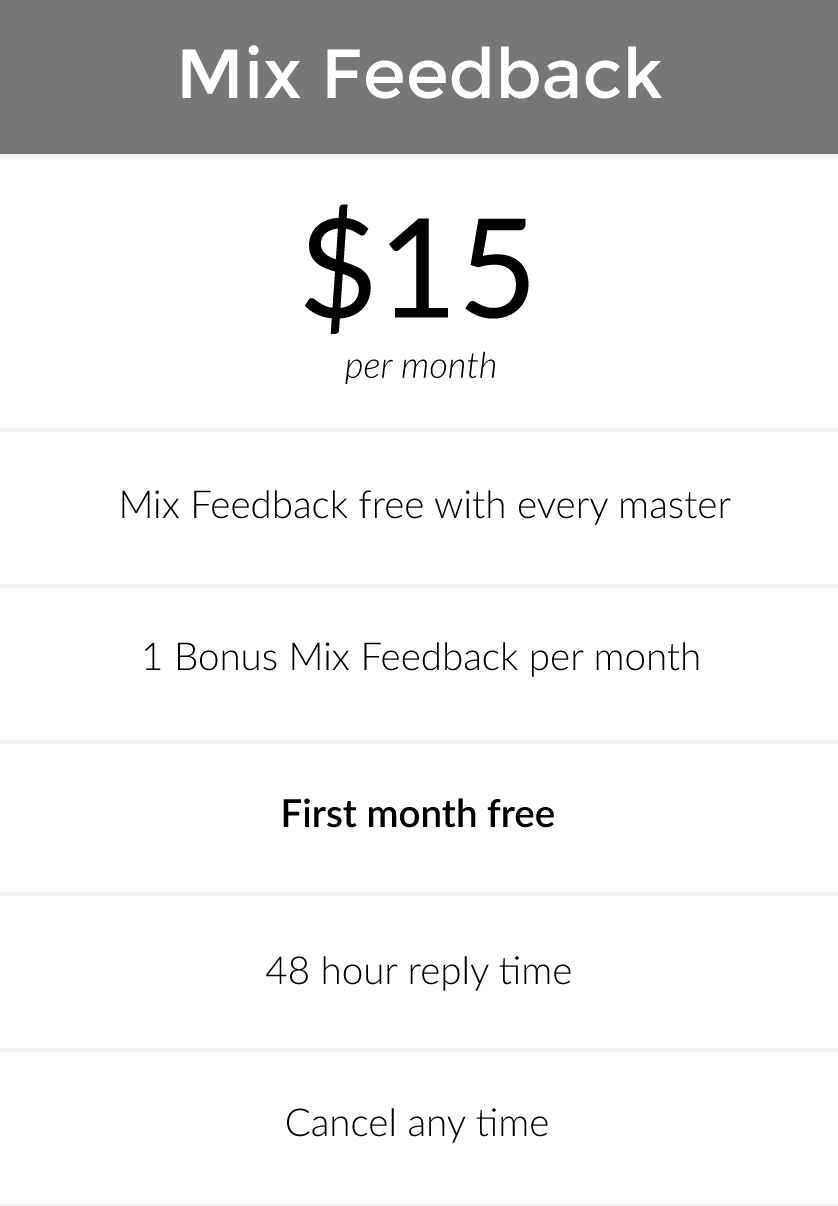 Mix Feedback
$15
per month
Mix Feedback free with every master
1 Bonus Mix Feedback per month
First month free
48 hour reply time
Cancel any time